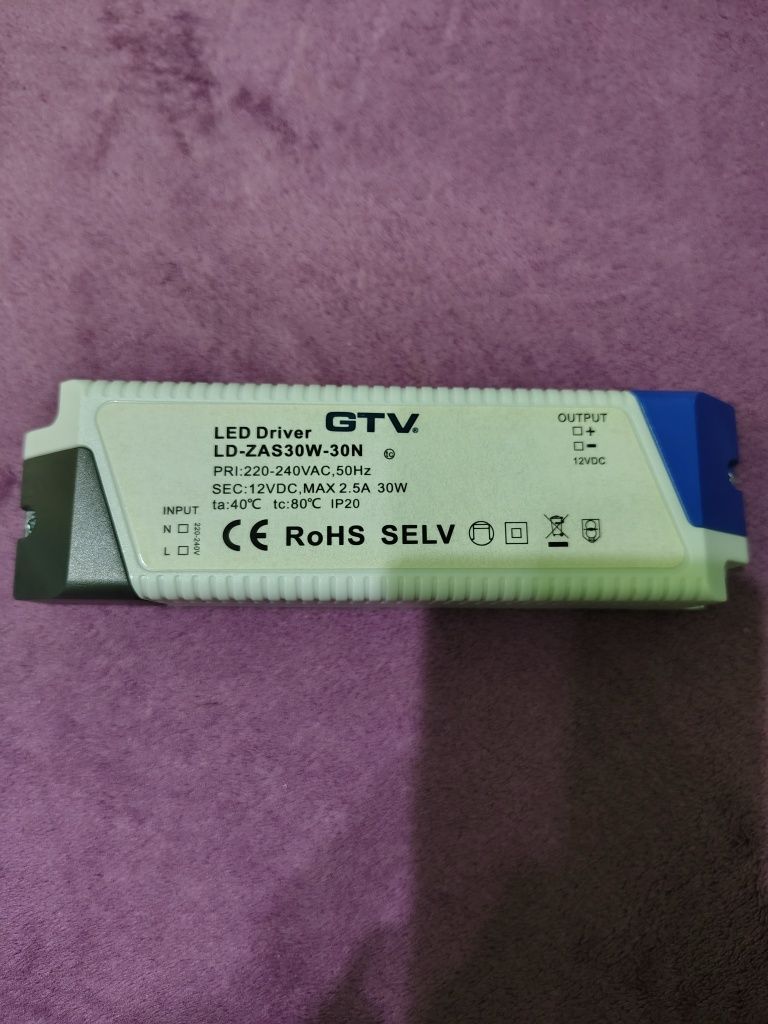 GTV®
LED Driver
LD-ZAS30W-30N tc
PRI:220-240VAC,50Hz
SEC:12VDC,MAX 2.5A 30W
ta:40℃ tc:80℃ IP20
INPUT
N
L
220-240V
CE RoHS SELV
OUTPUT
+
-
12VDC